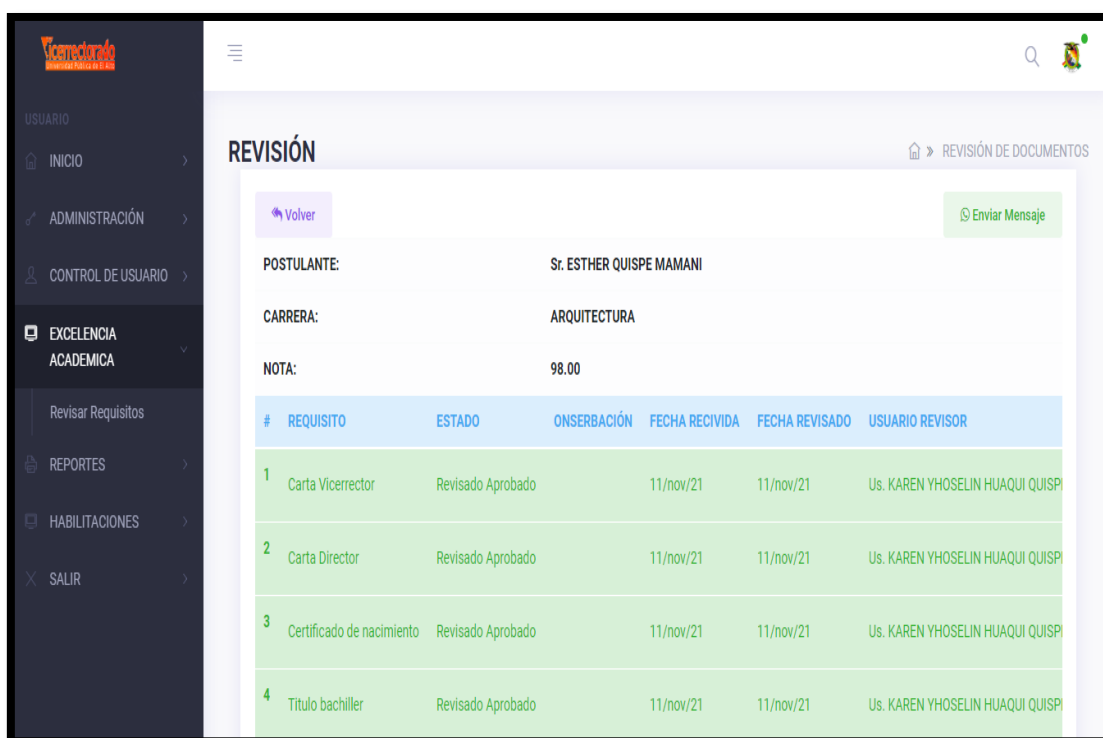 Vicerrectorado
Universidad Pública de El Alto
USUARIO
INICIO
ADMINISTRACIÓN
CONTROL DE USUARIO
EXCELENCIA
ACADEMICA
Revisar Requisitos
REPORTES
HABILITACIONES
SALIR
REVISIÓN
» REVISIÓN DE DOCUMENTOS
Volver
Enviar Mensaje
POSTULANTE: Sr. ESTHER QUISPE MAMANI
CARRERA: ARQUITECTURA
NOTA: 98.00
# REQUISITO ESTADO ONSERBACIÓN FECHA RECIVIDA FECHA REVISADO USUARIO REVISOR
1 Carta Vicerrector Revisado Aprobado 11/nov/21 11/nov/21 Us. KAREN YHOSELIN HUAQUI QUISP
2 Carta Director Revisado Aprobado 11/nov/21 11/nov/21 Us. KAREN YHOSELIN HUAQUI QUISP
3 Certificado de nacimiento Revisado Aprobado 11/nov/21 11/nov/21 Us. KAREN YHOSELIN HUAQUI QUISP
4 Titulo bachiller Revisado Aprobado 11/nov/21 11/nov/21 Us. KAREN YHOSELIN HUAQUI QUISP